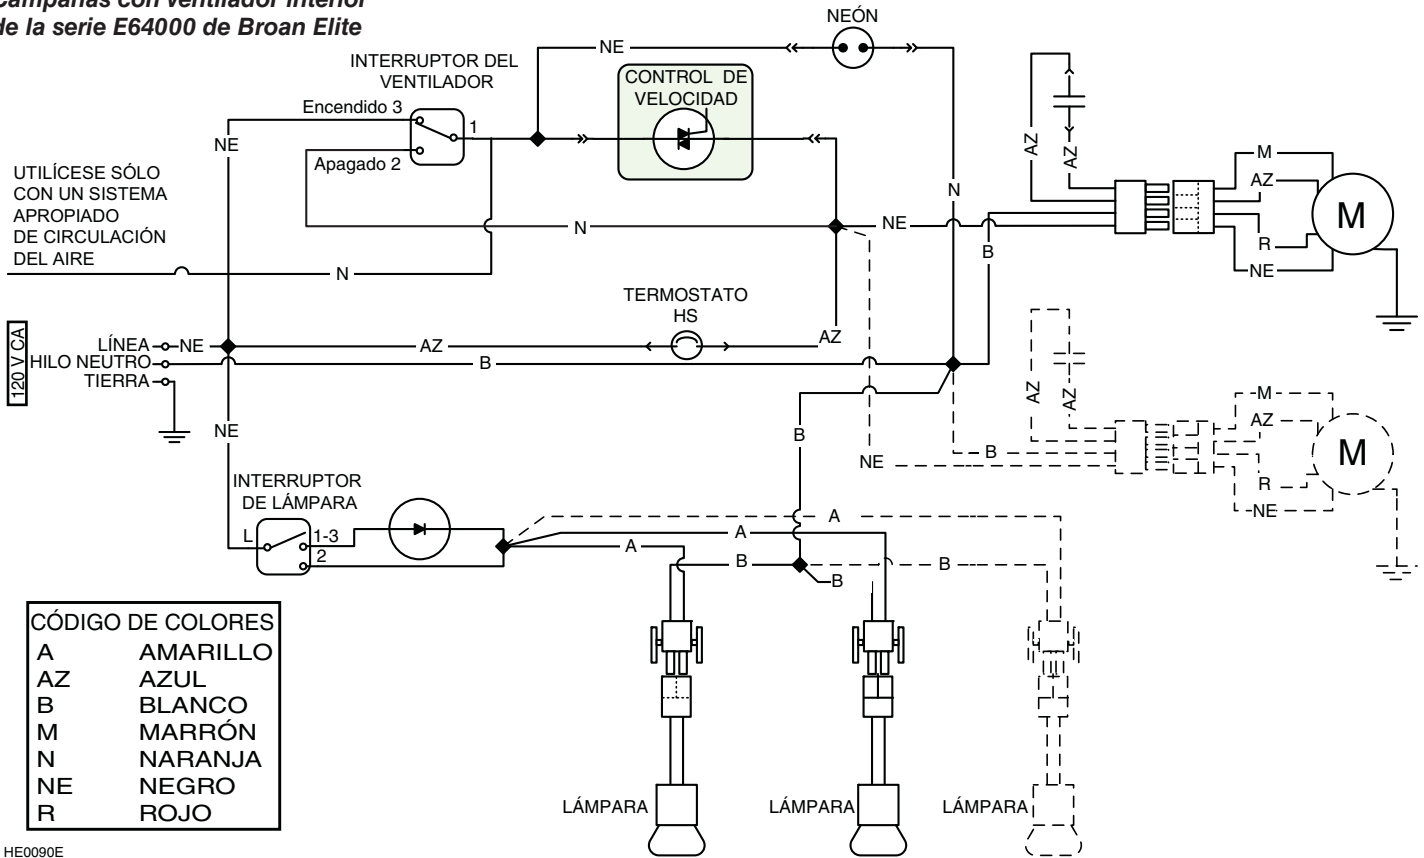 Campanas con ventilador interior
de la serie E64000 de Broan Elite
NEÓN
NE
INTERRUPTOR DEL
VENTILADOR
CONTROL DE
VELOCIDAD
Encendido 3
1
NE
Apagado 2
AZ
AZ
M
AZ
M
R
NE
UTILÍCESE SÓLO
CON UN SISTEMA
APROPIADO
DE CIRCULACIÓN
DEL AIRE
N
N
NE
B
N
TERMOSTATO
HS
AZ
120 V CA
LÍNEA
NE
AZ
HILO NEUTRO
B
TIERRA
NE
AZ
AZ
M
AZ
M
R
NE
B
B
NE
INTERRUPTOR
DE LÁMPARA
L
1-3
2
A
A
A
B
B
B
CÓDIGO DE COLORES
A AMARILLO
AZ AZUL
B BLANCO
M MARRÓN
N NARANJA
NE NEGRO
R ROJO
LÁMPARA
LÁMPARA
LÁMPARA
HE0090E